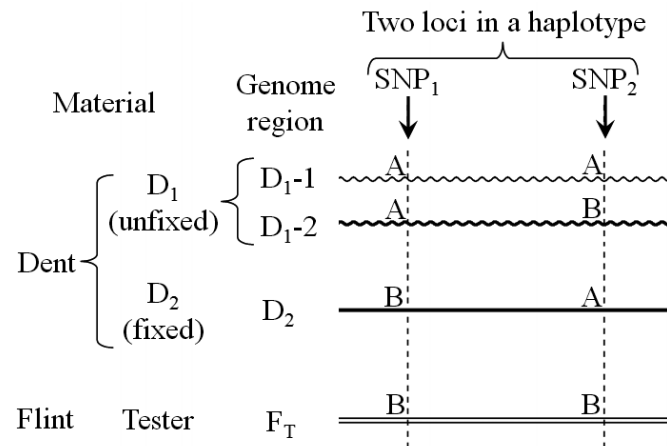 Two loci in a haplotype
SNP₁ SNP₂
Material Genome region
D₁ (unfixed) D₁-1 A A
D₁-2 A B
Dent
D₂ (fixed) D₂ B A
Flint Tester F_T B B